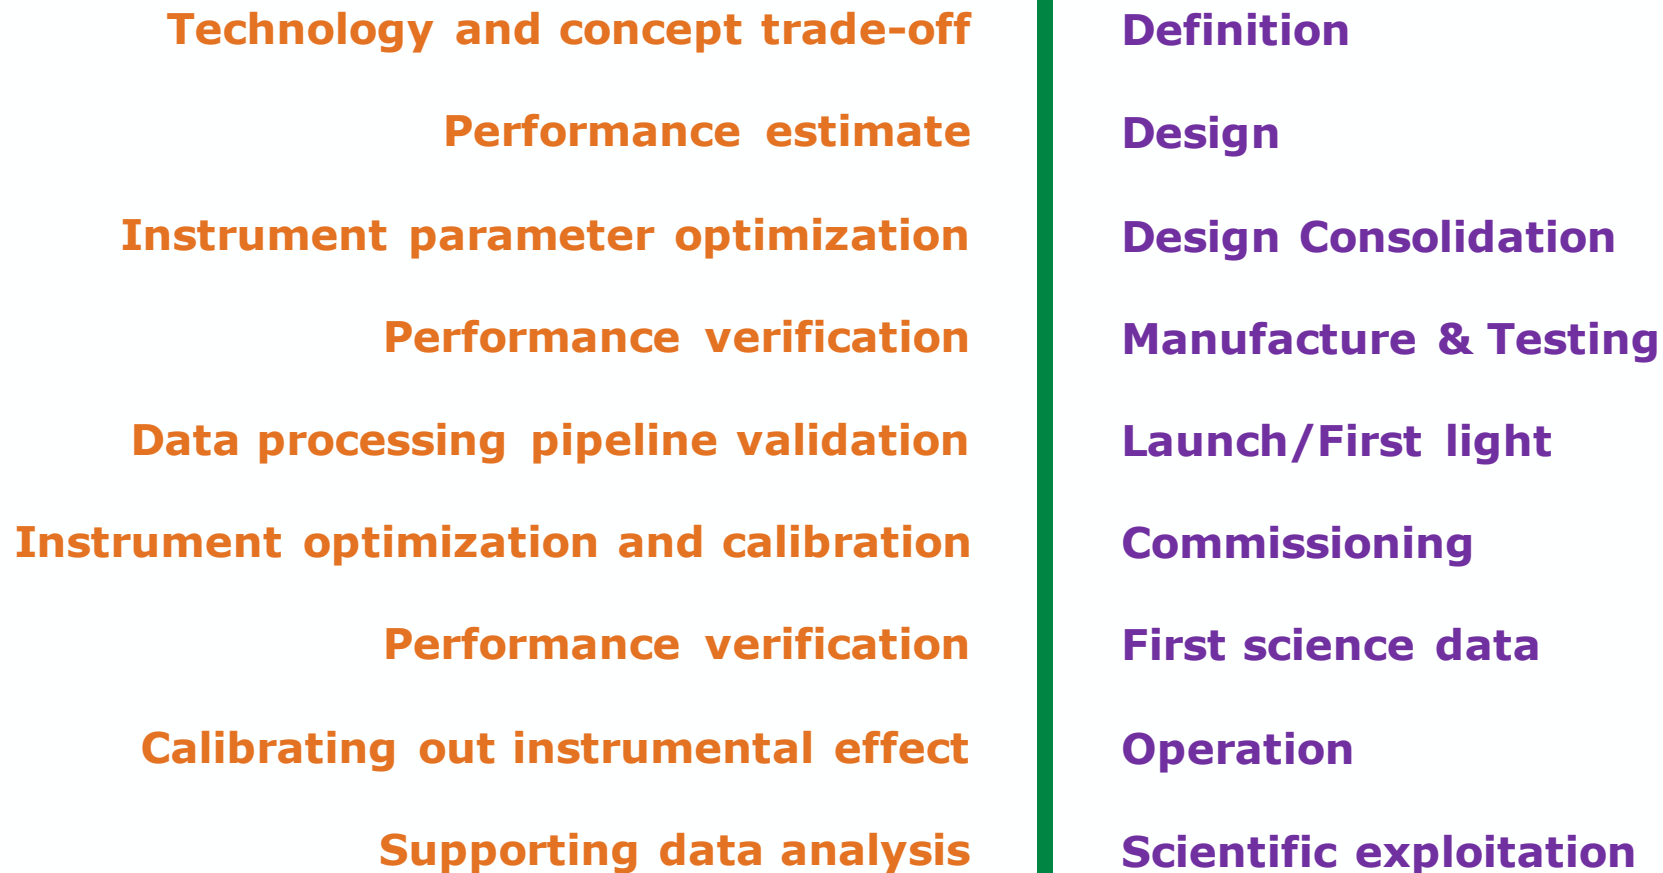 Technology and concept trade-off Definition
Performance estimate Design
Instrument parameter optimization Design Consolidation
Performance verification Manufacture & Testing
Data processing pipeline validation Launch/First light
Instrument optimization and calibration Commissioning
Performance verification First science data
Calibrating out instrumental effect Operation
Supporting data analysis Scientific exploitation